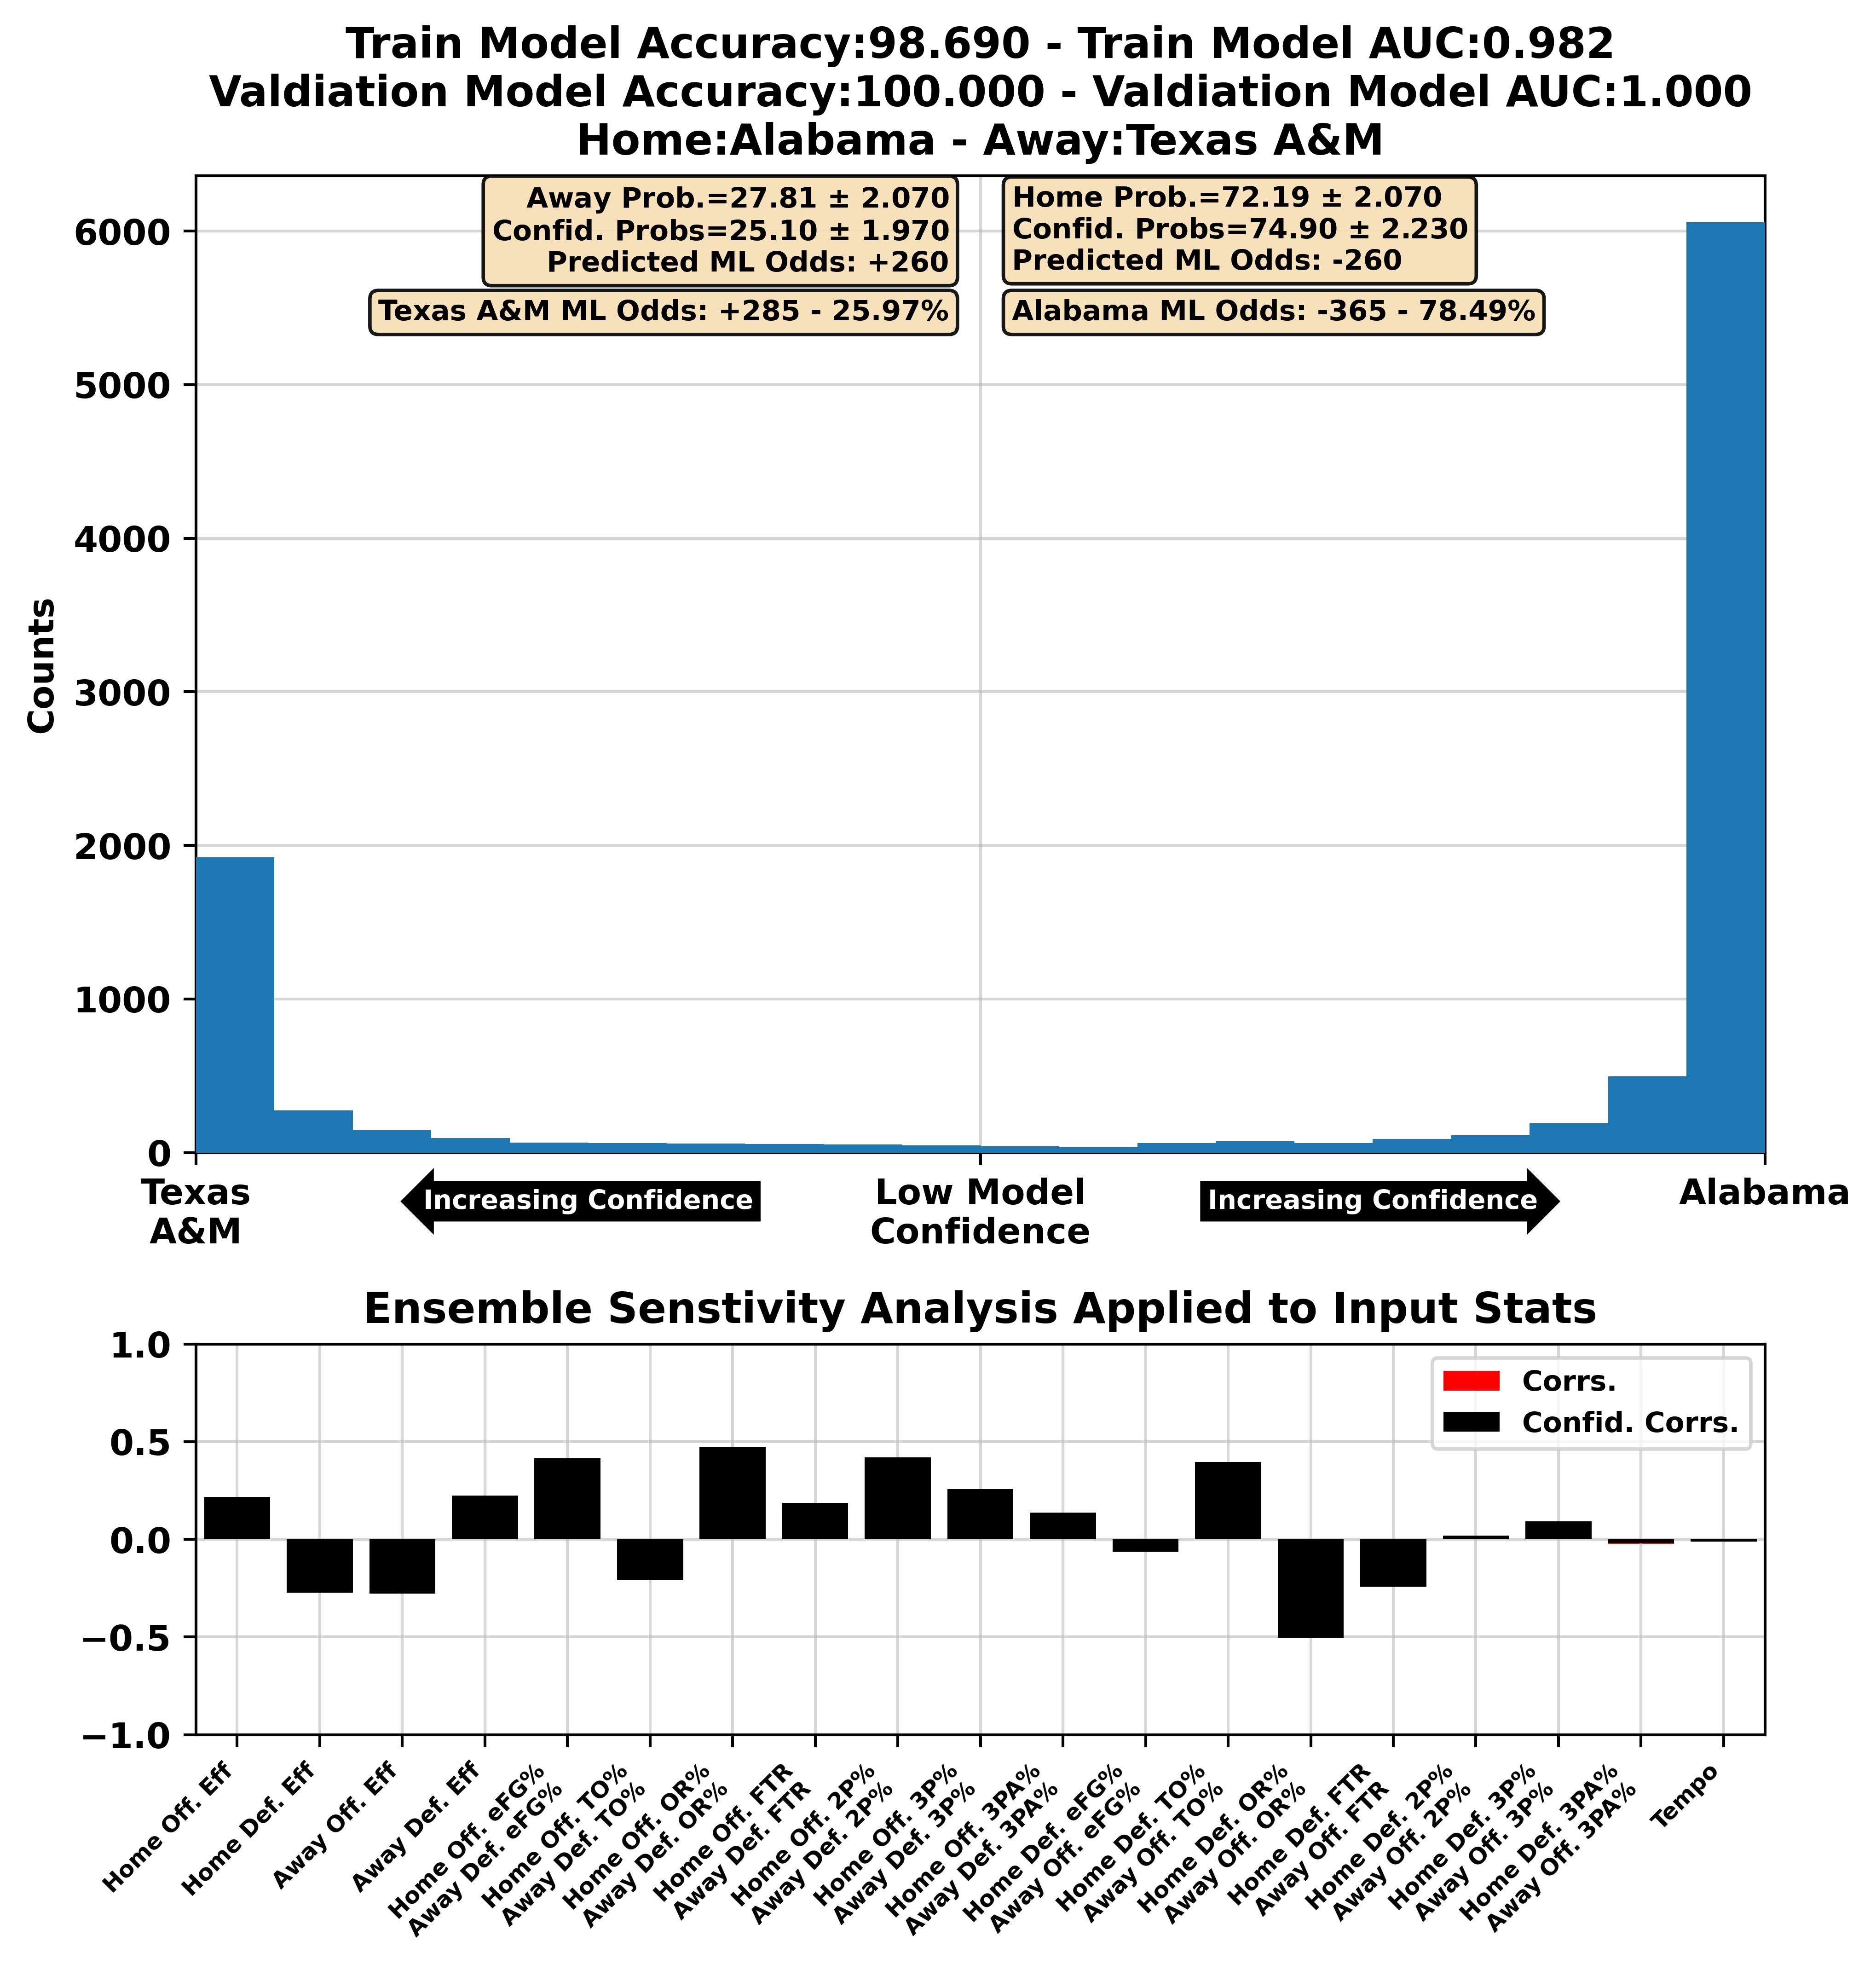 Train Model Accuracy:98.690 - Train Model AUC:0.982
Valdiation Model Accuracy:100.000 - Valdiation Model AUC:1.000
Home:Alabama - Away:Texas A&M
Away Prob.=27.81 ± 2.070
Confid. Probs=25.10 ± 1.970
Predicted ML Odds: +260
Texas A&M ML Odds: +285 - 25.97%
Home Prob.=72.19 ± 2.070
Confid. Probs=74.90 ± 2.230
Predicted ML Odds: -260
Alabama ML Odds: -365 - 78.49%
Counts
6000
5000
4000
3000
2000
1000
0
Texas
A&M
Increasing Confidence
Low Model
Confidence
Increasing Confidence
Alabama
Ensemble Senstivity Analysis Applied to Input Stats
1.0
0.5
0.0
−0.5
−1.0
Corrs.
Confid. Corrs.
Home Off. Eff
Home Def. Eff
Away Off. Eff
Away Def. Eff
Home Off. eFG%
Away Def. eFG%
Home Off. TO%
Away Def. TO%
Home Off. OR%
Away Def. OR%
Home Off. FTR
Away Def. FTR
Home Off. 2P%
Away Def. 2P%
Home Off. 3P%
Away Def. 3P%
Home Off. 3PA%
Away Def. 3PA%
Home Def. eFG%
Away Off. eFG%
Home Def. TO%
Away Off. TO%
Home Def. OR%
Away Off. OR%
Home Def. FTR
Away Off. FTR
Home Def. 2P%
Away Off. 2P%
Home Def. 3P%
Away Off. 3P%
Home Def. 3PA%
Away Off. 3PA%
Tempo